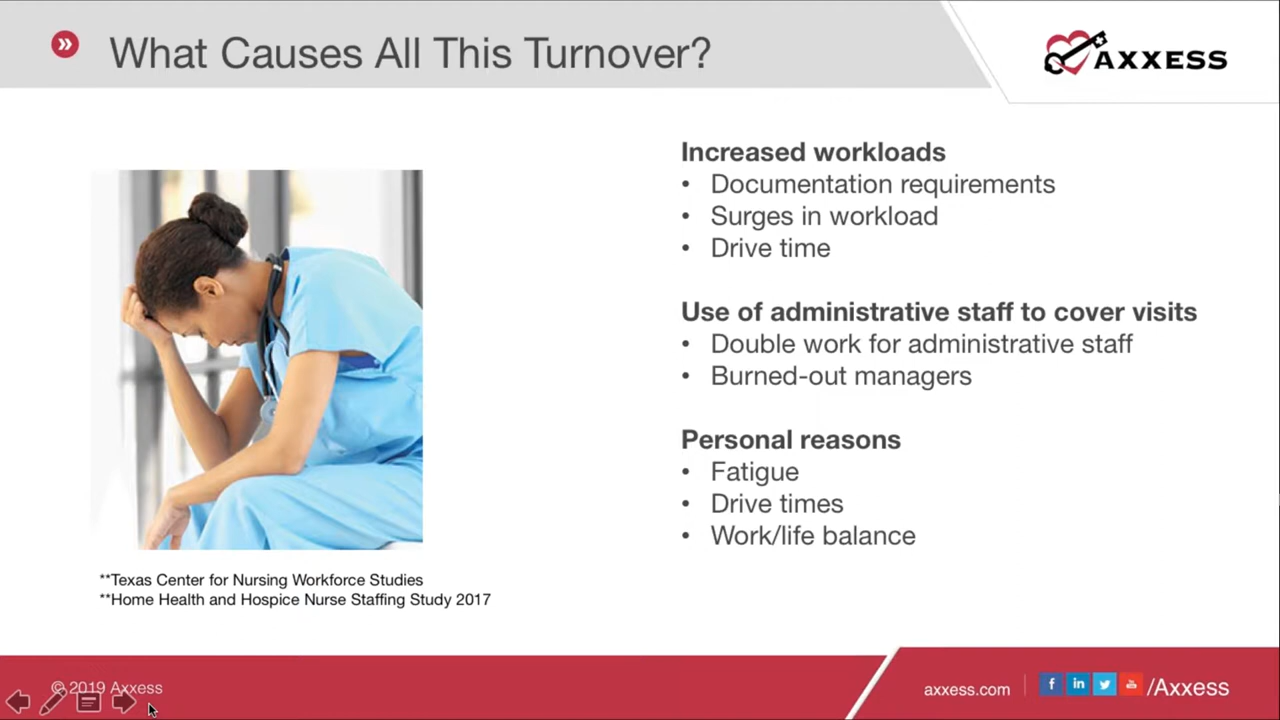 What Causes All This Turnover?
AXXESS
Increased workloads
• Documentation requirements
• Surges in workload
• Drive time
Use of administrative staff to cover visits
• Double work for administrative staff
• Burned-out managers
Personal reasons
• Fatigue
• Drive times
• Work/life balance
**Texas Center for Nursing Workforce Studies
**Home Health and Hospice Nurse Staffing Study 2017
© 2019 Axxess
axxess.com
/Axxess